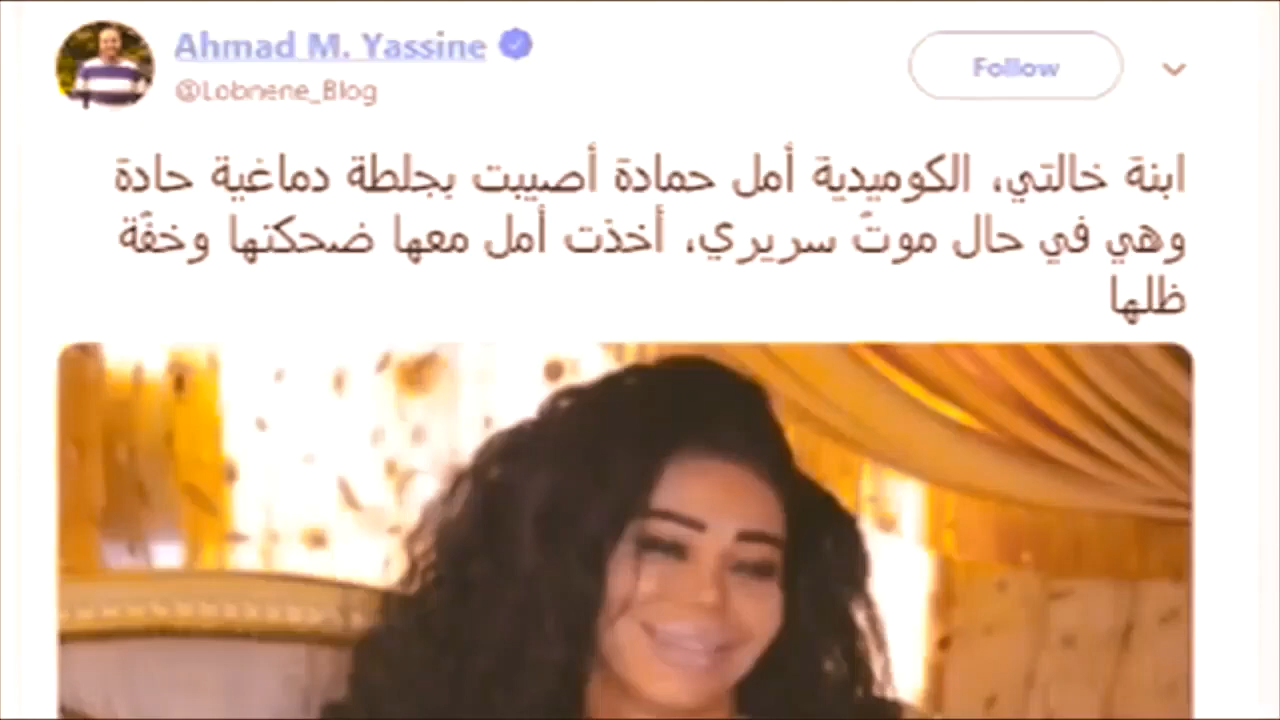 Ahmad M. Yassine
Follow
@Lobnene_Blog
ابنة خالتي، الكوميدية أمل حمادة أصيبت بجلطة دماغية حادة
وهي في حال موتٌ سريري، أخذت أمل معها ضحكتها وخفّة
ظلها